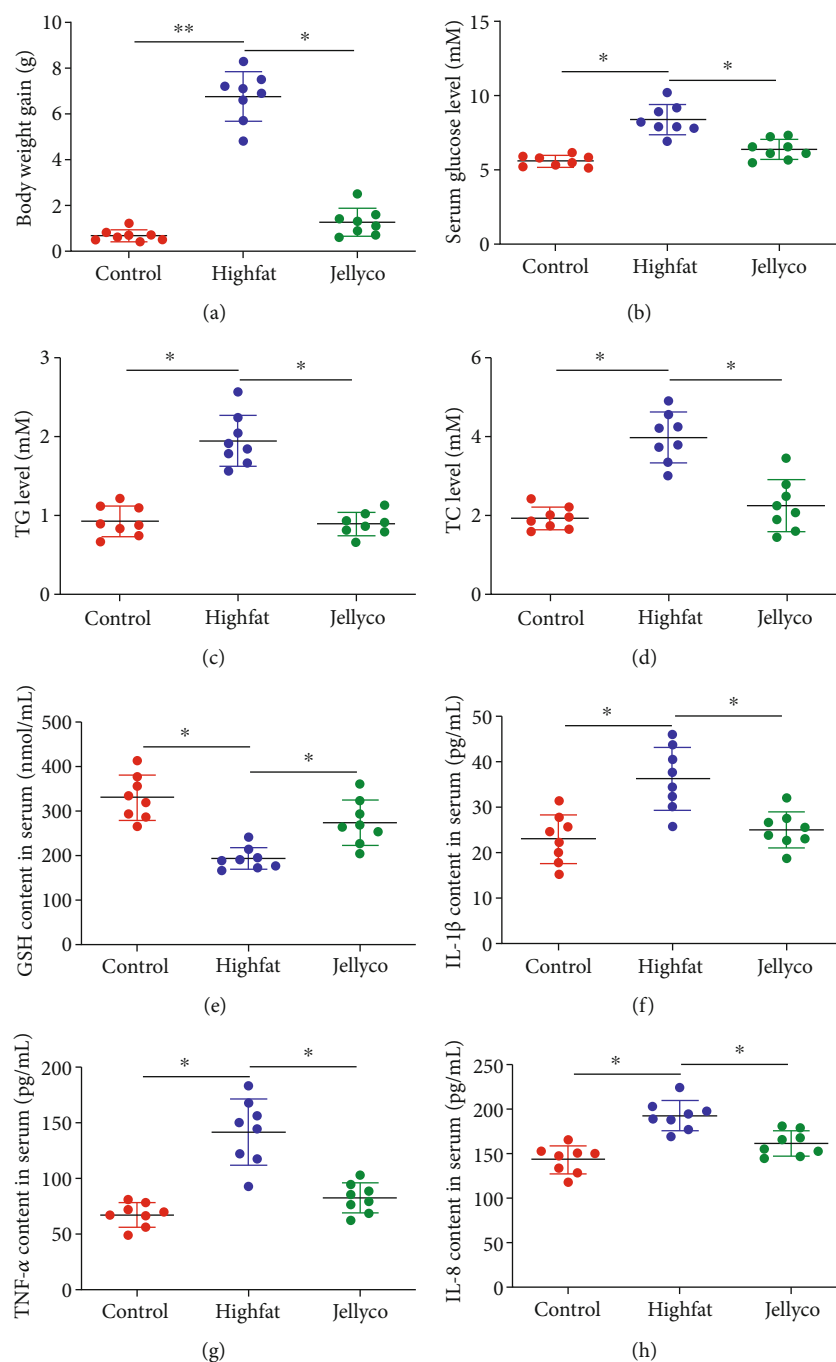 Body weight gain (g)
10
8
6
4
2
0
**
*
Control Highfat Jellyco
(a)
Serum glucose level (mM)
15
10
5
0
*
*
Control Highfat Jellyco
(b)
TG level (mM)
3
2
1
0
*
*
Control Highfat Jellyco
(c)
TC level (mM)
6
4
2
0
*
*
Control Highfat Jellyco
(d)
GSH content in serum (nmol/mL)
500
400
300
200
100
0
*
*
Control Highfat Jellyco
(e)
IL-1β content in serum (pg/mL)
50
40
30
20
10
0
*
*
Control Highfat Jellyco
(f)
TNF-α content in serum (pg/mL)
200
150
100
50
0
*
*
Control Highfat Jellyco
(g)
IL-8 content in serum (pg/mL)
250
200
150
100
50
0
*
*
Control Highfat Jellyco
(h)